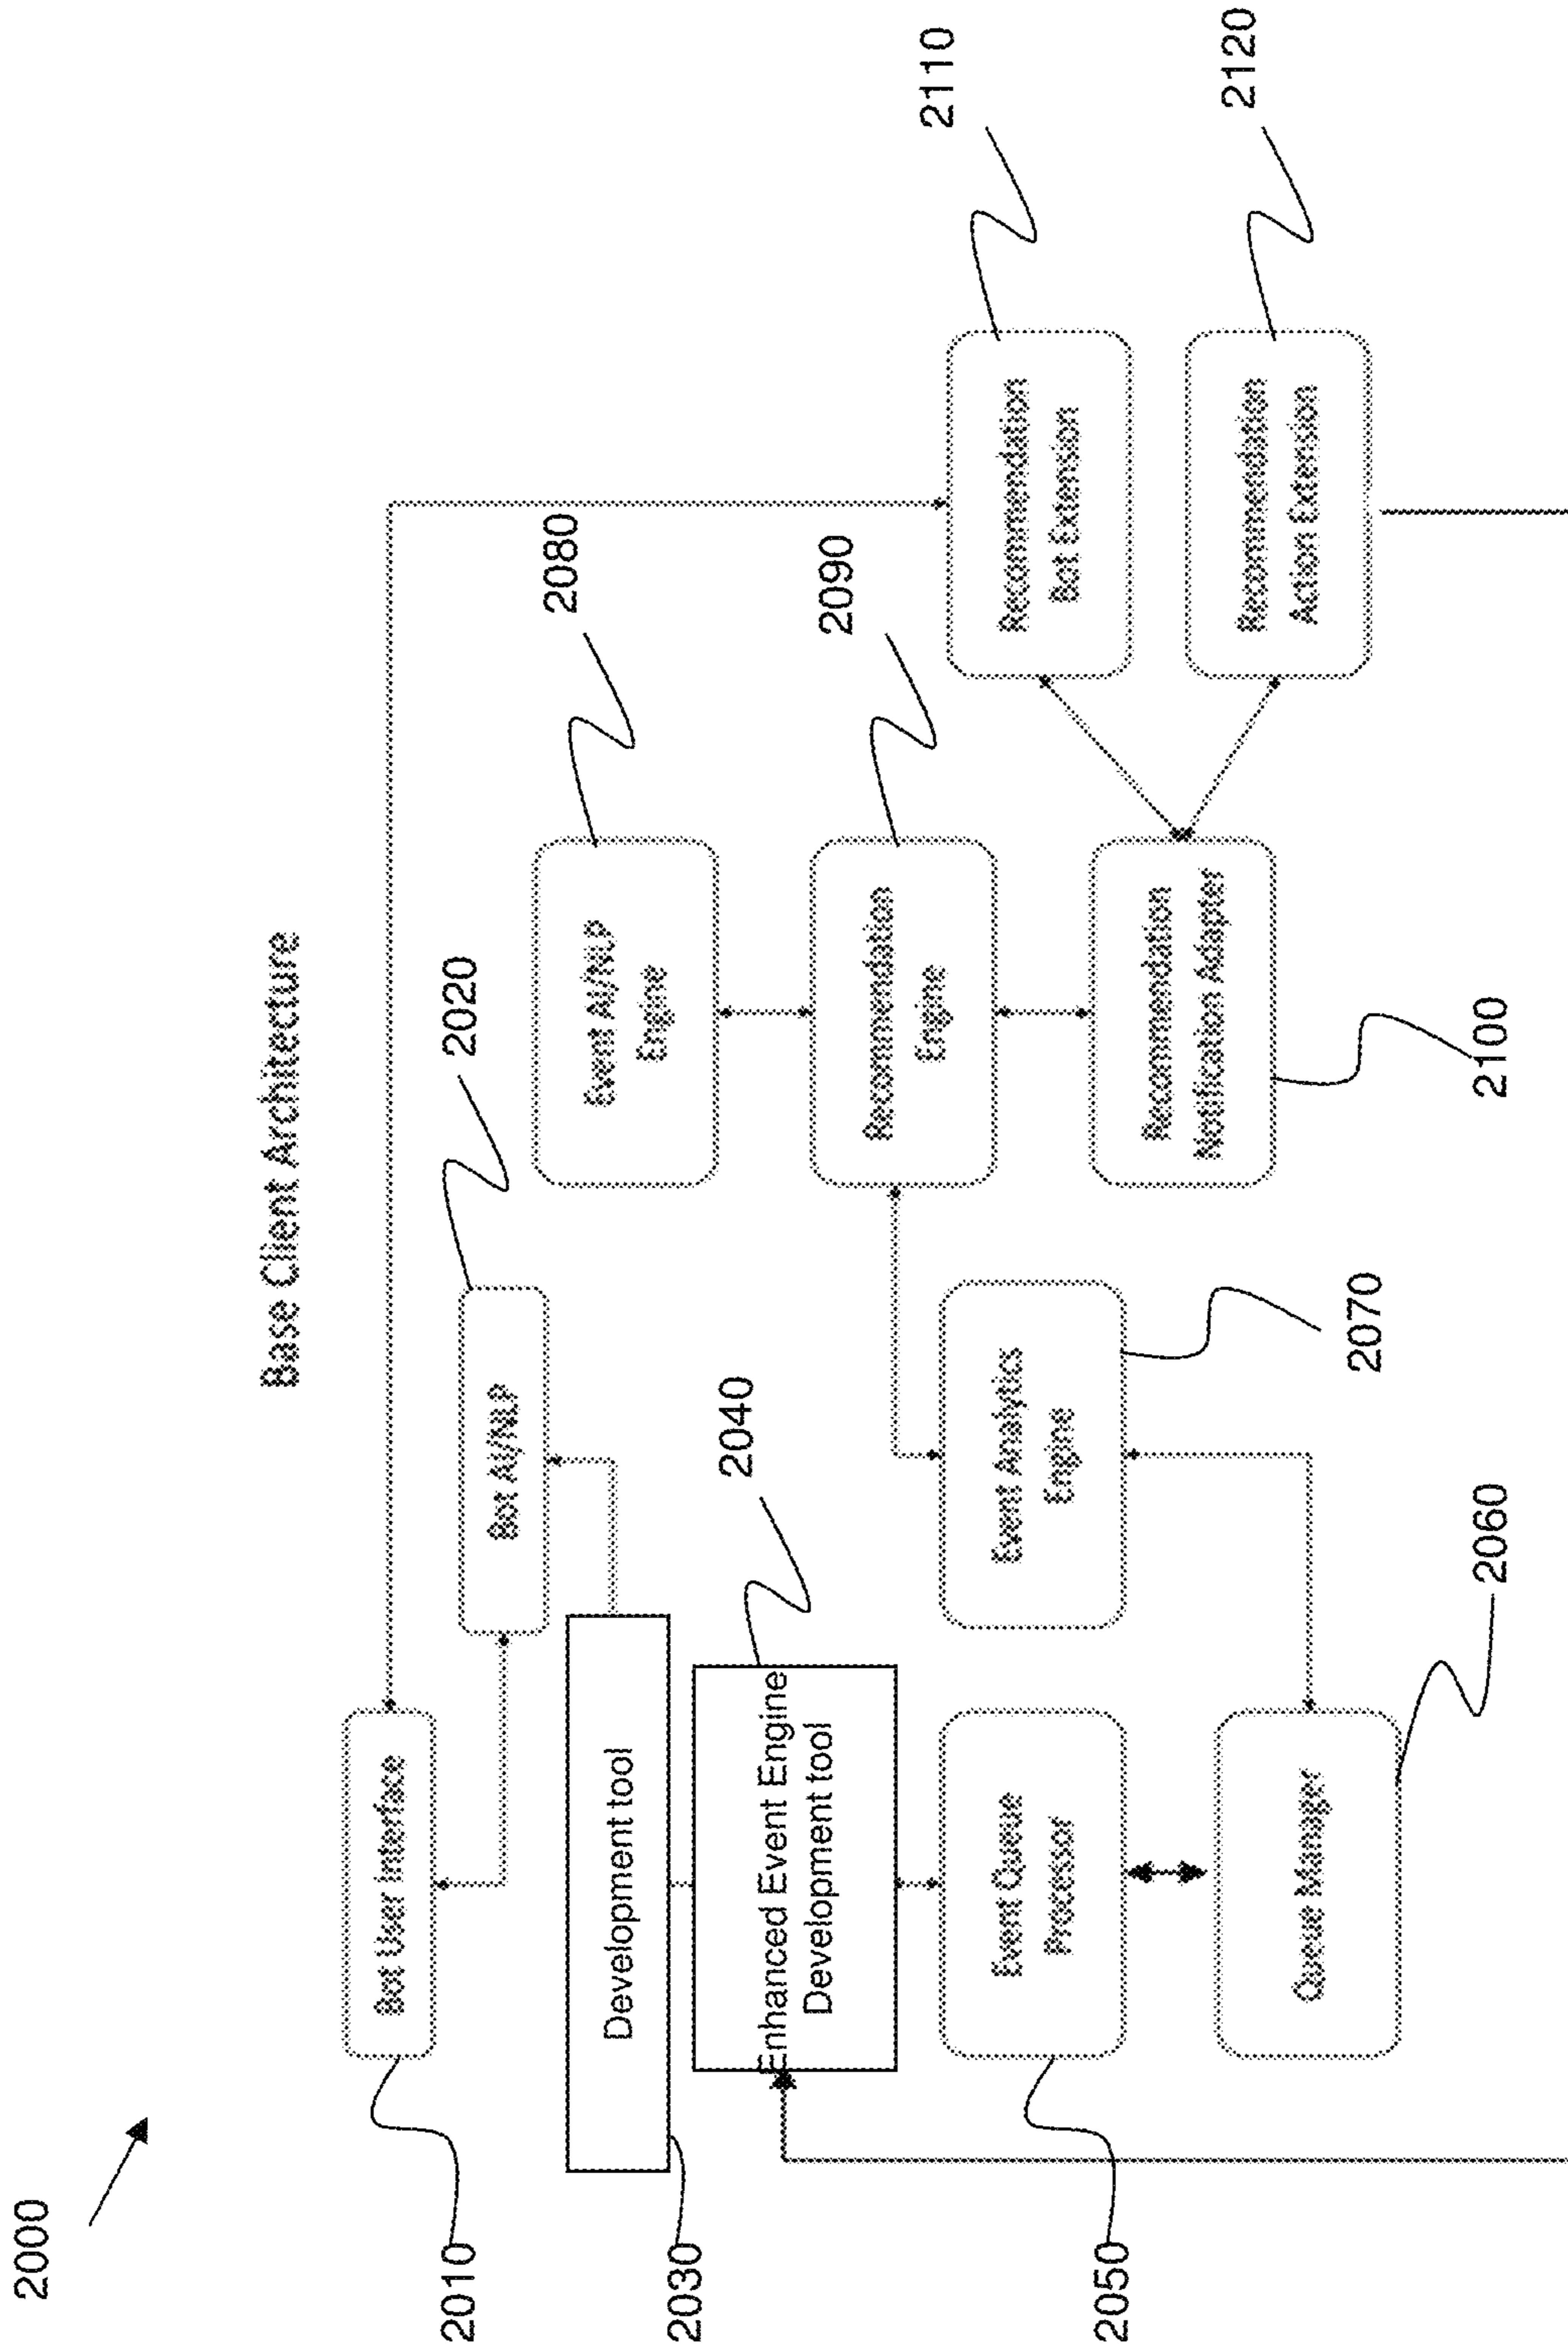 2000
Base Client Architecture
2010
Bot User Interface
2020
Bot AI/NLP
2030
Development tool
2040
Enhanced Event Engine
Development tool
2050
Event Queue
Processor
2060
Queue Manager
2070
Event Analytics
Engine
2080
Event AI/NLP
Engine
2090
Recommendation
Engine
2100
Recommendation
Notification Adapter
2110
Recommendation
Bot Extension
2120
Recommendation
Action Extension